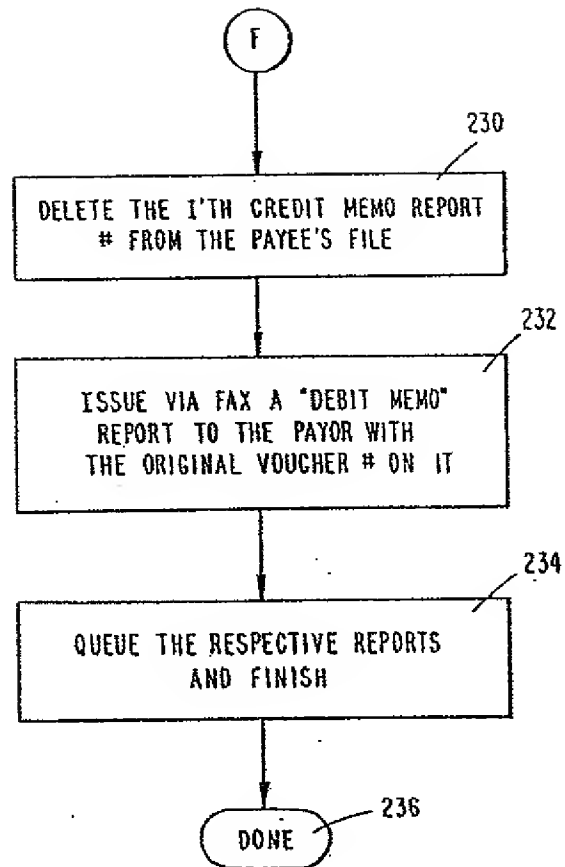 F
230
DELETE THE I'TH CREDIT MEMO REPORT
# FROM THE PAYEE'S FILE
232
ISSUE VIA FAX A "DEBIT MEMO"
REPORT TO THE PAYOR WITH
THE ORIGINAL VOUCHER # ON IT
234
QUEUE THE RESPECTIVE REPORTS
AND FINISH
236
DONE